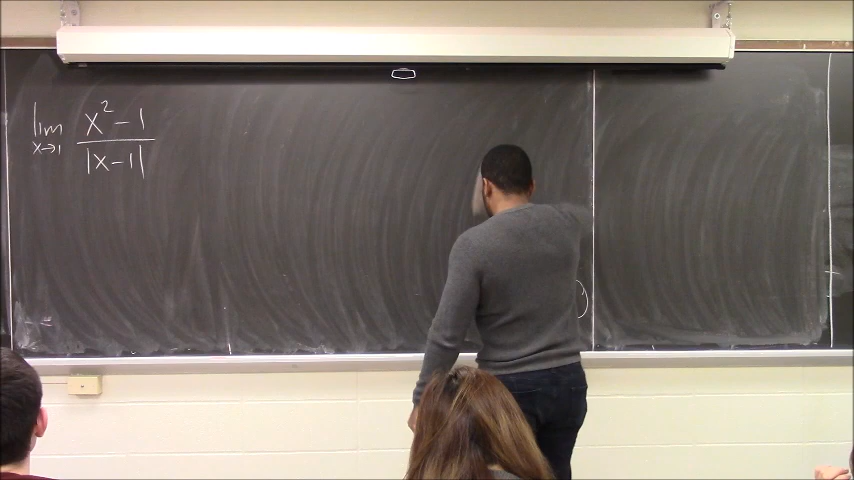 lim x² - 1
x→1 |x - 1|